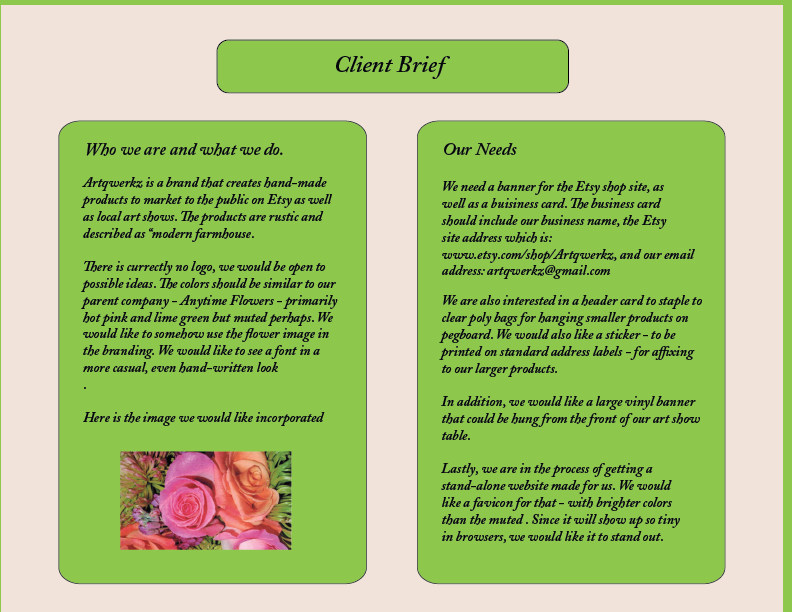 Client Brief
Who we are and what we do.
Artqwerkz is a brand that creates hand-made
products to market to the public on Etsy as well
as local art shows. The products are rustic and
described as "modern farmhouse.
There is currectly no logo, we would be open to
possible ideas. The colors should be similar to our
parent company - Anytime Flowers - primarily
hot pink and lime green but muted perhaps. We
would like to somehow use the flower image in
the branding. We would like to see a font in a
more casual, even hand-written look
.
Here is the image we would like incorporated
Our Needs
We need a banner for the Etsy shop site, as
well as a buisiness card. The business card
should include our business name, the Etsy
site address which is:
www.etsy.com/shop/Artqwerkz, and our email
address: artqwerkz@gmail.com
We are also interested in a header card to staple to
clear poly bags for hanging smaller products on
pegboard. We would also like a sticker - to be
printed on standard address labels - for affixing
to our larger products.
In addition, we would like a large vinyl banner
that could be hung from the front of our art show
table.
Lastly, we are in the process of getting a
stand-alone website made for us. We would
like a favicon for that - with brighter colors
than the muted . Since it will show up so tiny
in browsers, we would like it to stand out.